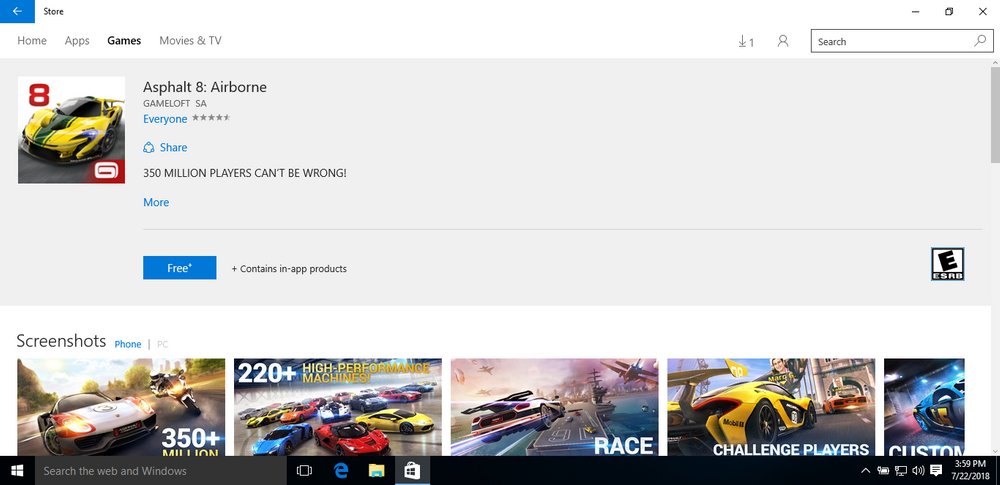 Store
Home Apps Games Movies & TV
1
Search
8
Asphalt 8: Airborne
GAMELOFT SA
Everyone
Share
350 MILLION PLAYERS CAN'T BE WRONG!
More
Free+
+ Contains in-app products
E
ESRB
Screenshots Phone | PC
350+
MILLION
220+ HIGH-PERFORMANCE
MACHINES!
RACE
Mobil
CHALLENGE PLAYERS
CUSTOM
Search the web and Windows
3:59 PM
7/22/2018